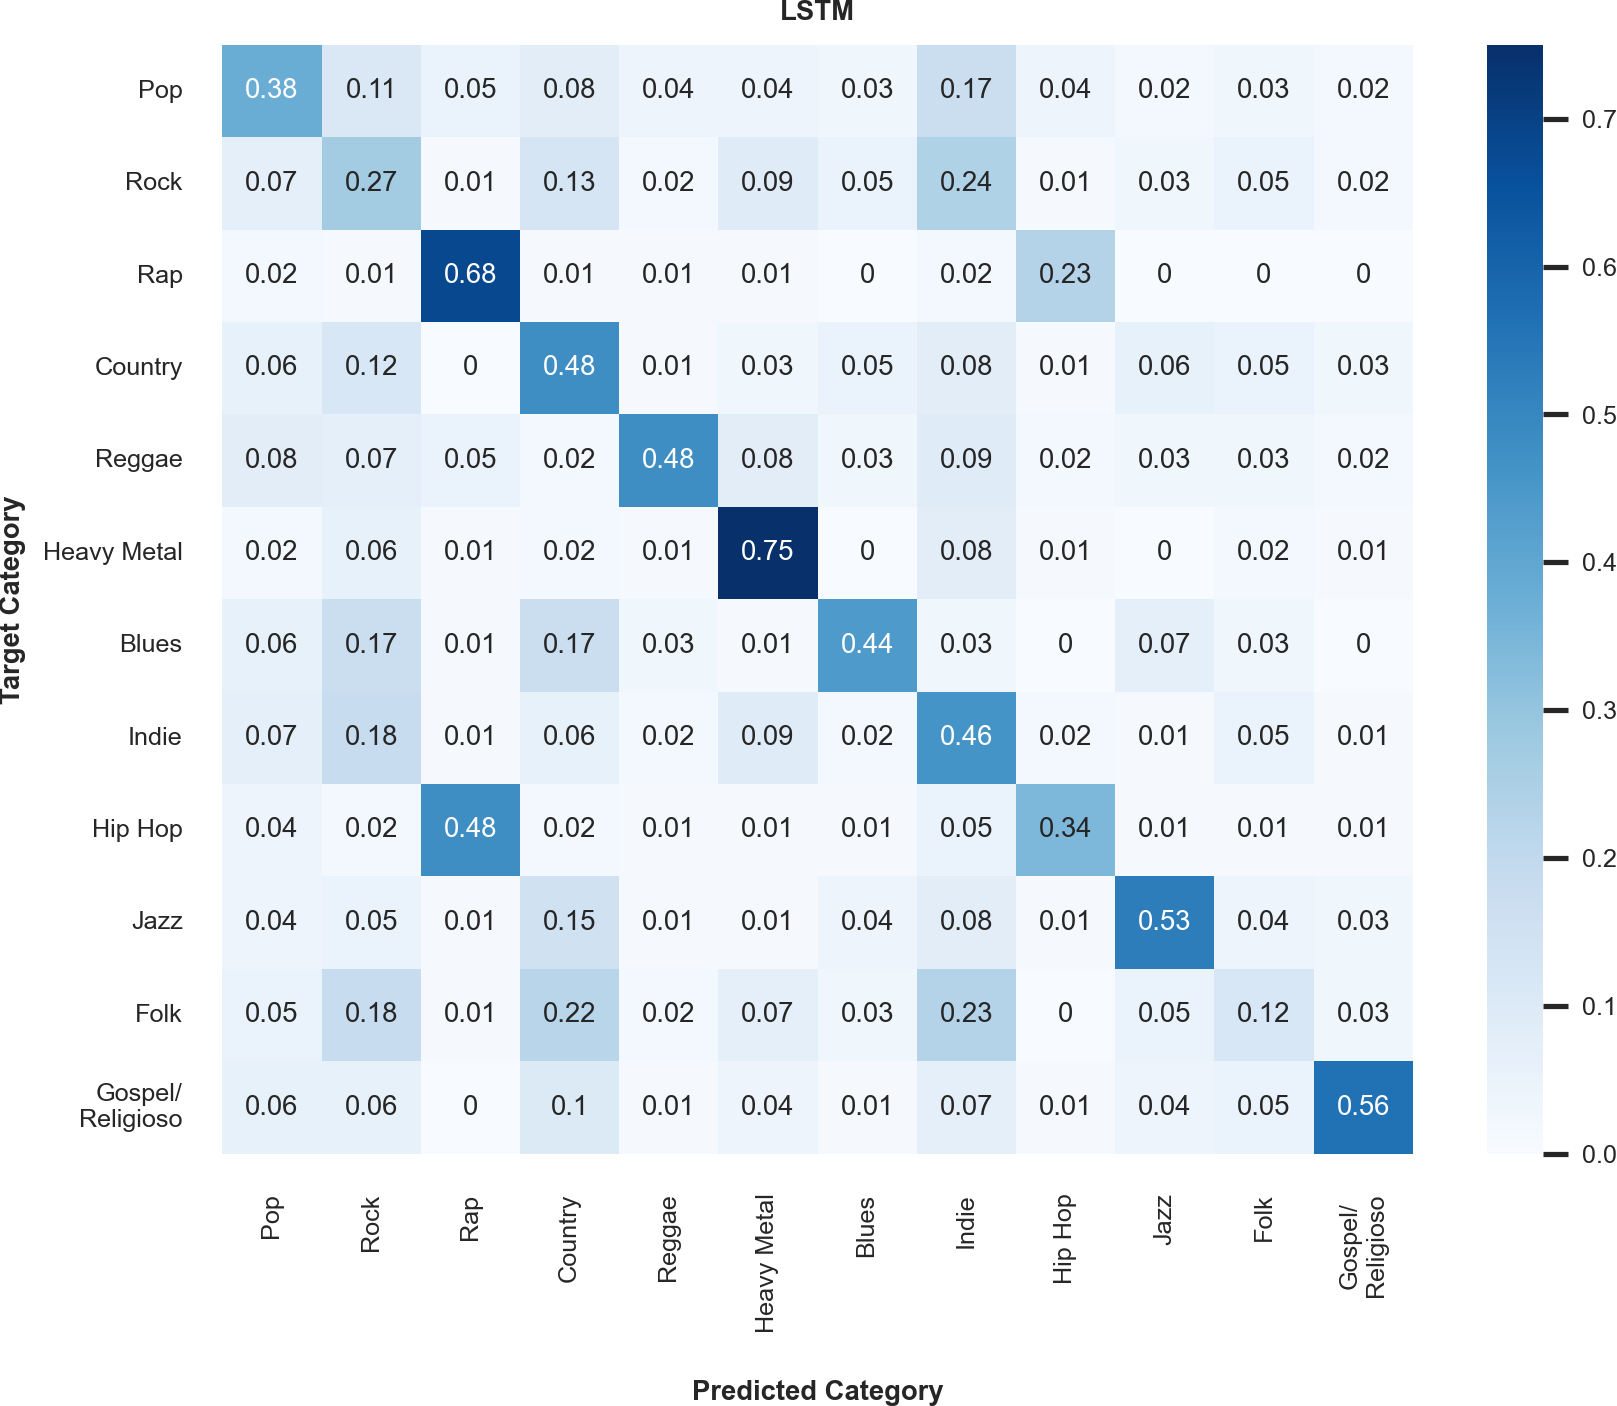 LSTM
Pop 0.38 0.11 0.05 0.08 0.04 0.04 0.03 0.17 0.04 0.02 0.03 0.02
Rock 0.07 0.27 0.01 0.13 0.02 0.09 0.05 0.24 0.01 0.03 0.05 0.02
Rap 0.02 0.01 0.68 0.01 0.01 0.01 0 0.02 0.23 0 0 0
Country 0.06 0.12 0 0.48 0.01 0.03 0.05 0.08 0.01 0.06 0.05 0.03
Reggae 0.08 0.07 0.05 0.02 0.48 0.08 0.03 0.09 0.02 0.03 0.03 0.02
Heavy Metal 0.02 0.06 0.01 0.02 0.01 0.75 0 0.08 0.01 0 0.02 0.01
Blues 0.06 0.17 0.01 0.17 0.03 0.01 0.44 0.03 0 0.07 0.03 0
Indie 0.07 0.18 0.01 0.06 0.02 0.09 0.02 0.46 0.02 0.01 0.05 0.01
Hip Hop 0.04 0.02 0.48 0.02 0.01 0.01 0.01 0.05 0.34 0.01 0.01 0.01
Jazz 0.04 0.05 0.01 0.15 0.01 0.01 0.04 0.08 0.01 0.53 0.04 0.03
Folk 0.05 0.18 0.01 0.22 0.02 0.07 0.03 0.23 0 0.05 0.12 0.03
Gospel/
Religioso 0.06 0.06 0 0.1 0.01 0.04 0.01 0.07 0.01 0.04 0.05 0.56
Target Category
Pop
Rock
Rap
Country
Reggae
Heavy Metal
Blues
Indie
Hip Hop
Jazz
Folk
Gospel/
Religioso
Predicted Category
0.7
0.6
0.5
0.4
0.3
0.2
0.1
0.0